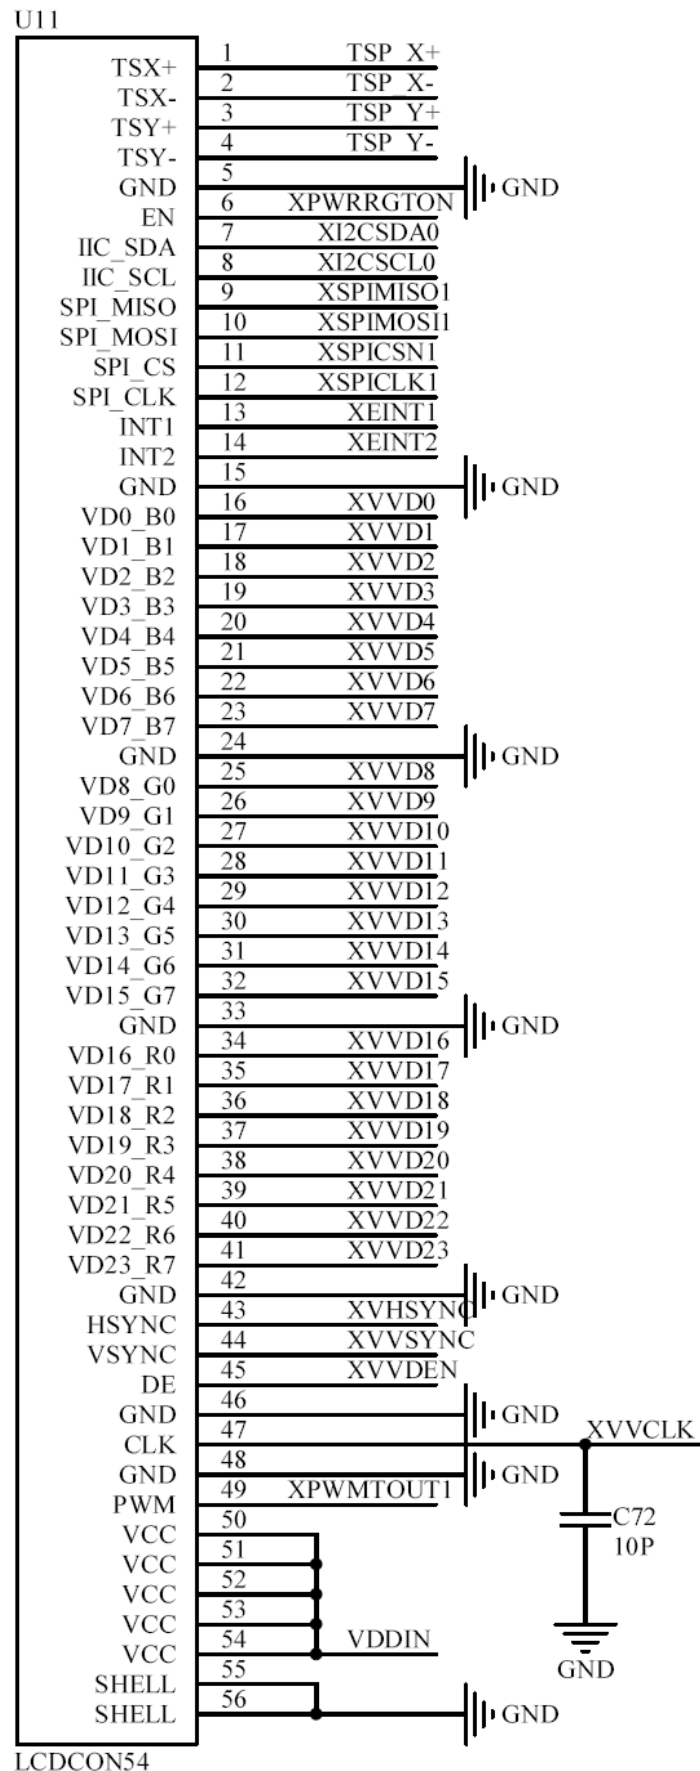 U11
TSX+ 1 TSP_X+
TSX- 2 TSP_X-
TSY+ 3 TSP_Y+
TSY- 4 TSP_Y-
GND 5 GND
EN 6 XPWRRGTON
IIC_SDA 7 XI2CSDA0
IIC_SCL 8 XI2CSCL0
SPI_MISO 9 XSPIMISO1
SPI_MOSI 10 XSPIMOSI1
SPI_CS 11 XSPICSN1
SPI_CLK 12 XSPICLK1
INT1 13 XEINT1
INT2 14 XEINT2
GND 15 GND
VD0_B0 16 XVVD0
VD1_B1 17 XVVD1
VD2_B2 18 XVVD2
VD3_B3 19 XVVD3
VD4_B4 20 XVVD4
VD5_B5 21 XVVD5
VD6_B6 22 XVVD6
VD7_B7 23 XVVD7
GND 24 GND
VD8_G0 25 XVVD8
VD9_G1 26 XVVD9
VD10_G2 27 XVVD10
VD11_G3 28 XVVD11
VD12_G4 29 XVVD12
VD13_G5 30 XVVD13
VD14_G6 31 XVVD14
VD15_G7 32 XVVD15
GND 33 GND
VD16_R0 34 XVVD16
VD17_R1 35 XVVD17
VD18_R2 36 XVVD18
VD19_R3 37 XVVD19
VD20_R4 38 XVVD20
VD21_R5 39 XVVD21
VD22_R6 40 XVVD22
VD23_R7 41 XVVD23
GND 42 GND
HSYNC 43 XVHSYNC
VSYNC 44 XVVSYNC
DE 45 XVVDEN
GND 46 GND
CLK 47 XVVCLK
GND 48 GND
PWM 49 XPWMTOUT1
C72
VCC 50
10P
VCC 51
VCC 52
VCC 53
VCC 54 VDDIN
GND
SHELL 55
SHELL 56 GND
LCDCON54